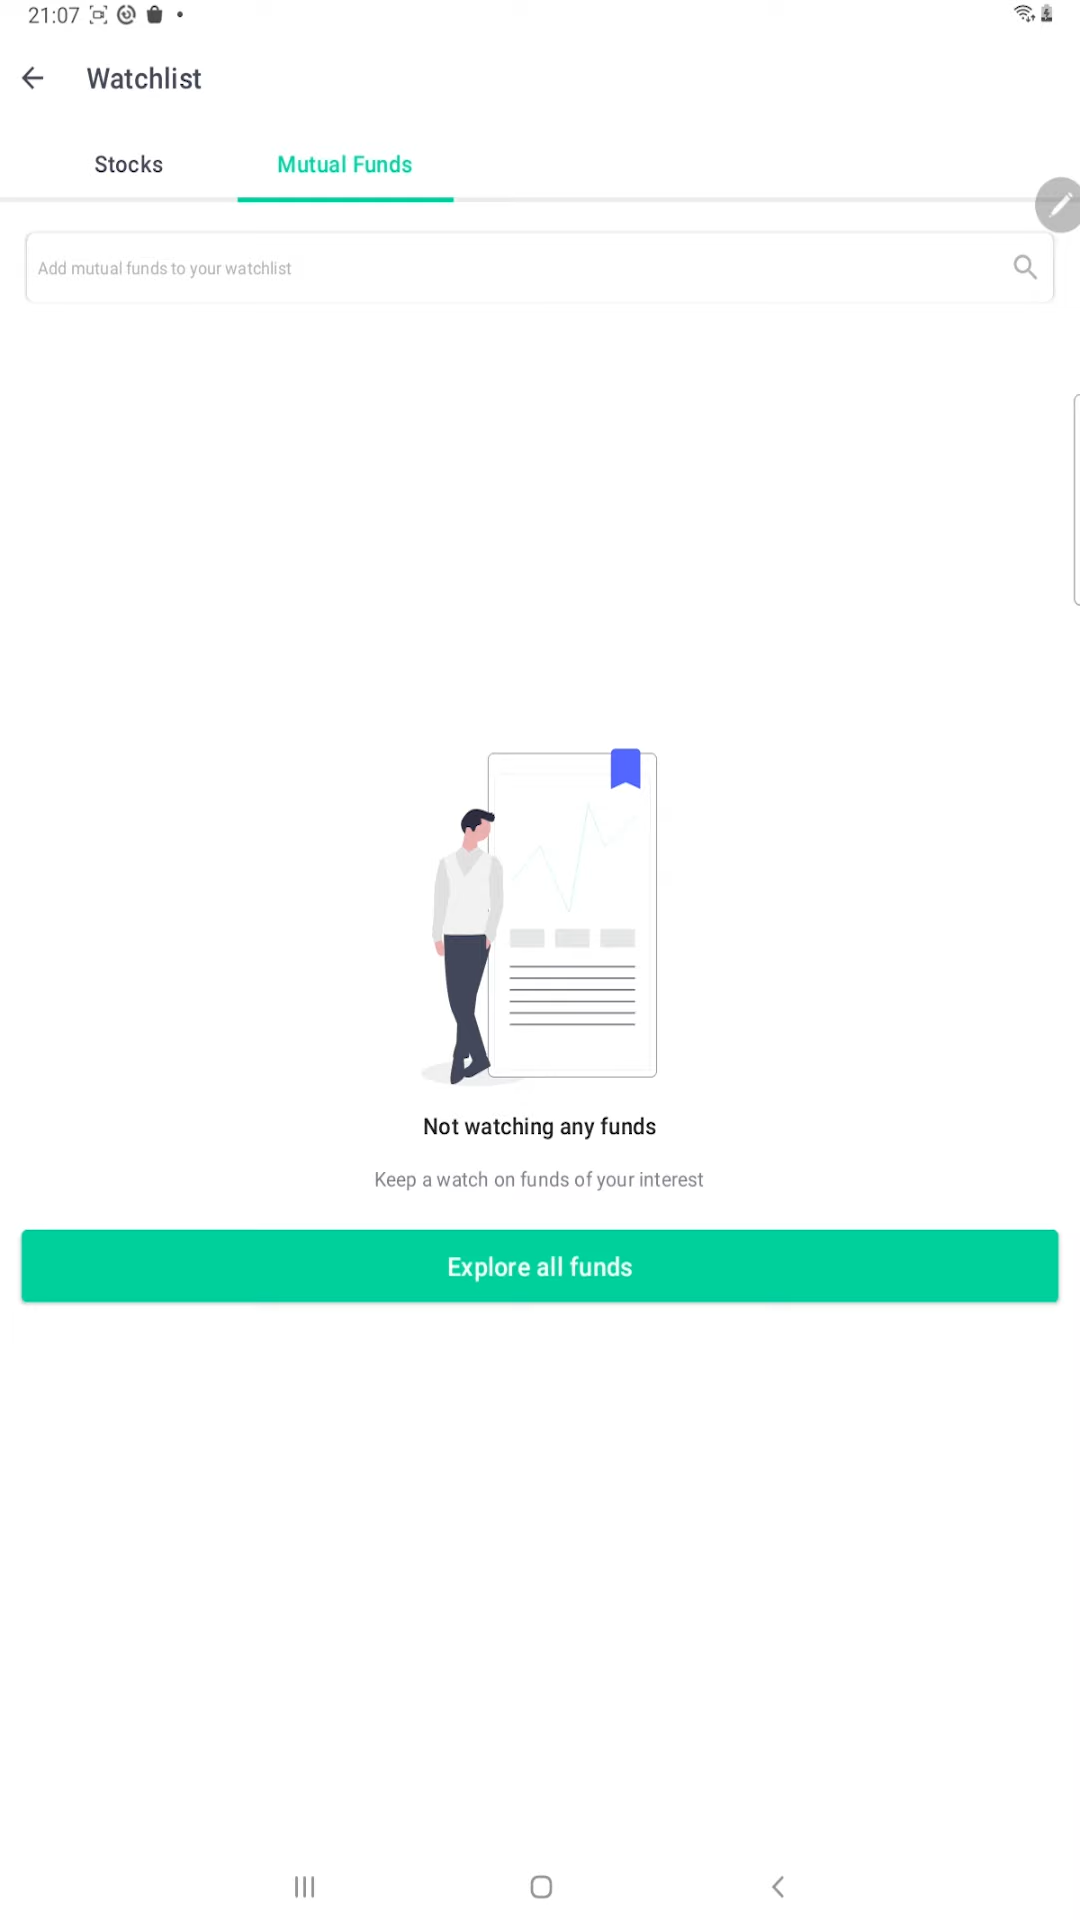 21:07
Watchlist
Stocks
Mutual Funds
Add mutual funds to your watchlist
Not watching any funds
Keep a watch on funds of your interest
Explore all funds